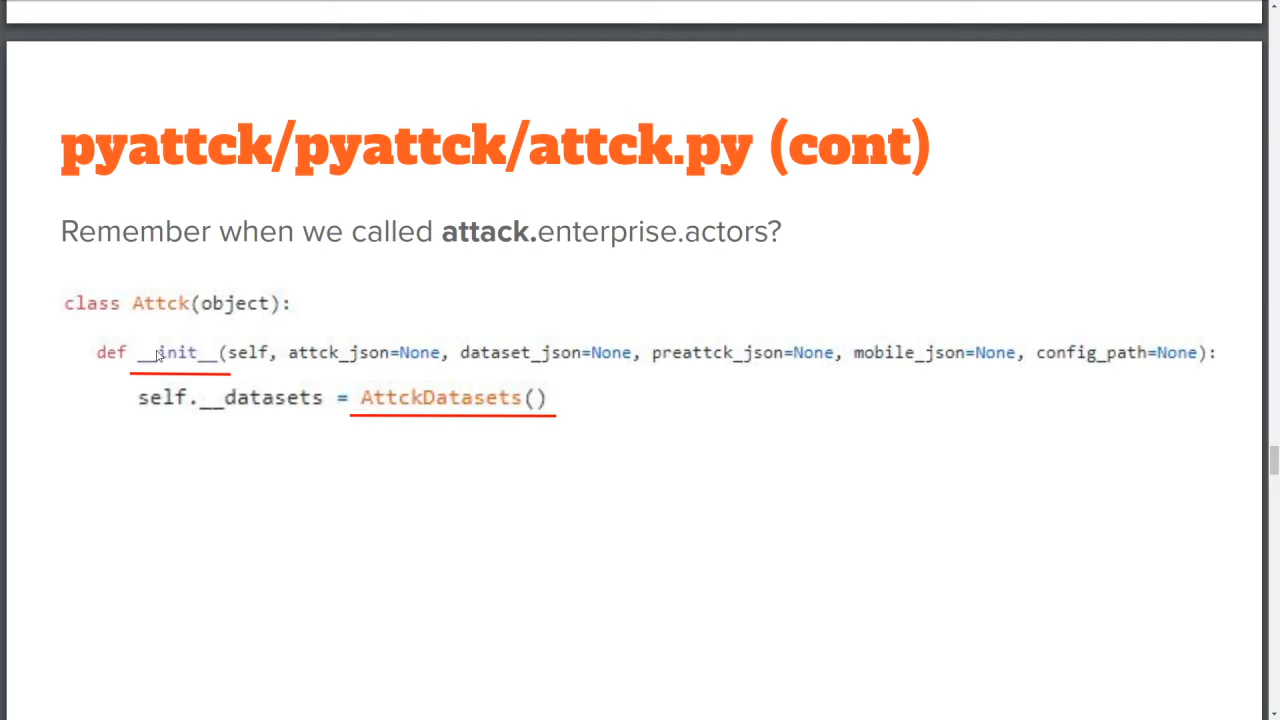 pyattck/pyattck/attck.py (cont)
Remember when we called attack.enterprise.actors?
class Attck(object):
def __init__(self, attck_json=None, dataset_json=None, preattck_json=None, mobile_json=None, config_path=None):
self.__datasets = AttckDatasets()